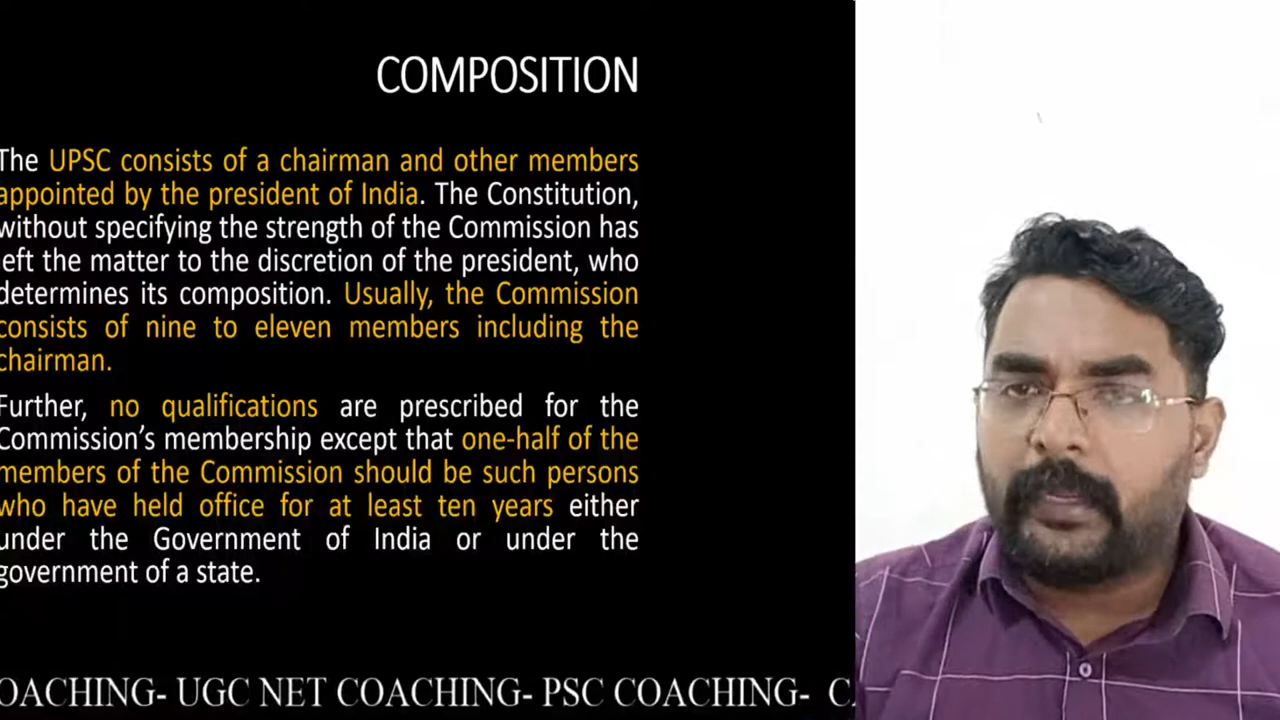 COMPOSITION
The UPSC consists of a chairman and other members
appointed by the president of India. The Constitution,
without specifying the strength of the Commission has
left the matter to the discretion of the president, who
determines its composition. Usually, the Commission
consists of nine to eleven members including the
chairman.
Further, no qualifications are prescribed for the
Commission’s membership except that one-half of the
members of the Commission should be such persons
who have held office for at least ten years either
under the Government of India or under the
government of a state.
OACHING- UGC NET COACHING- PSC COACHING-